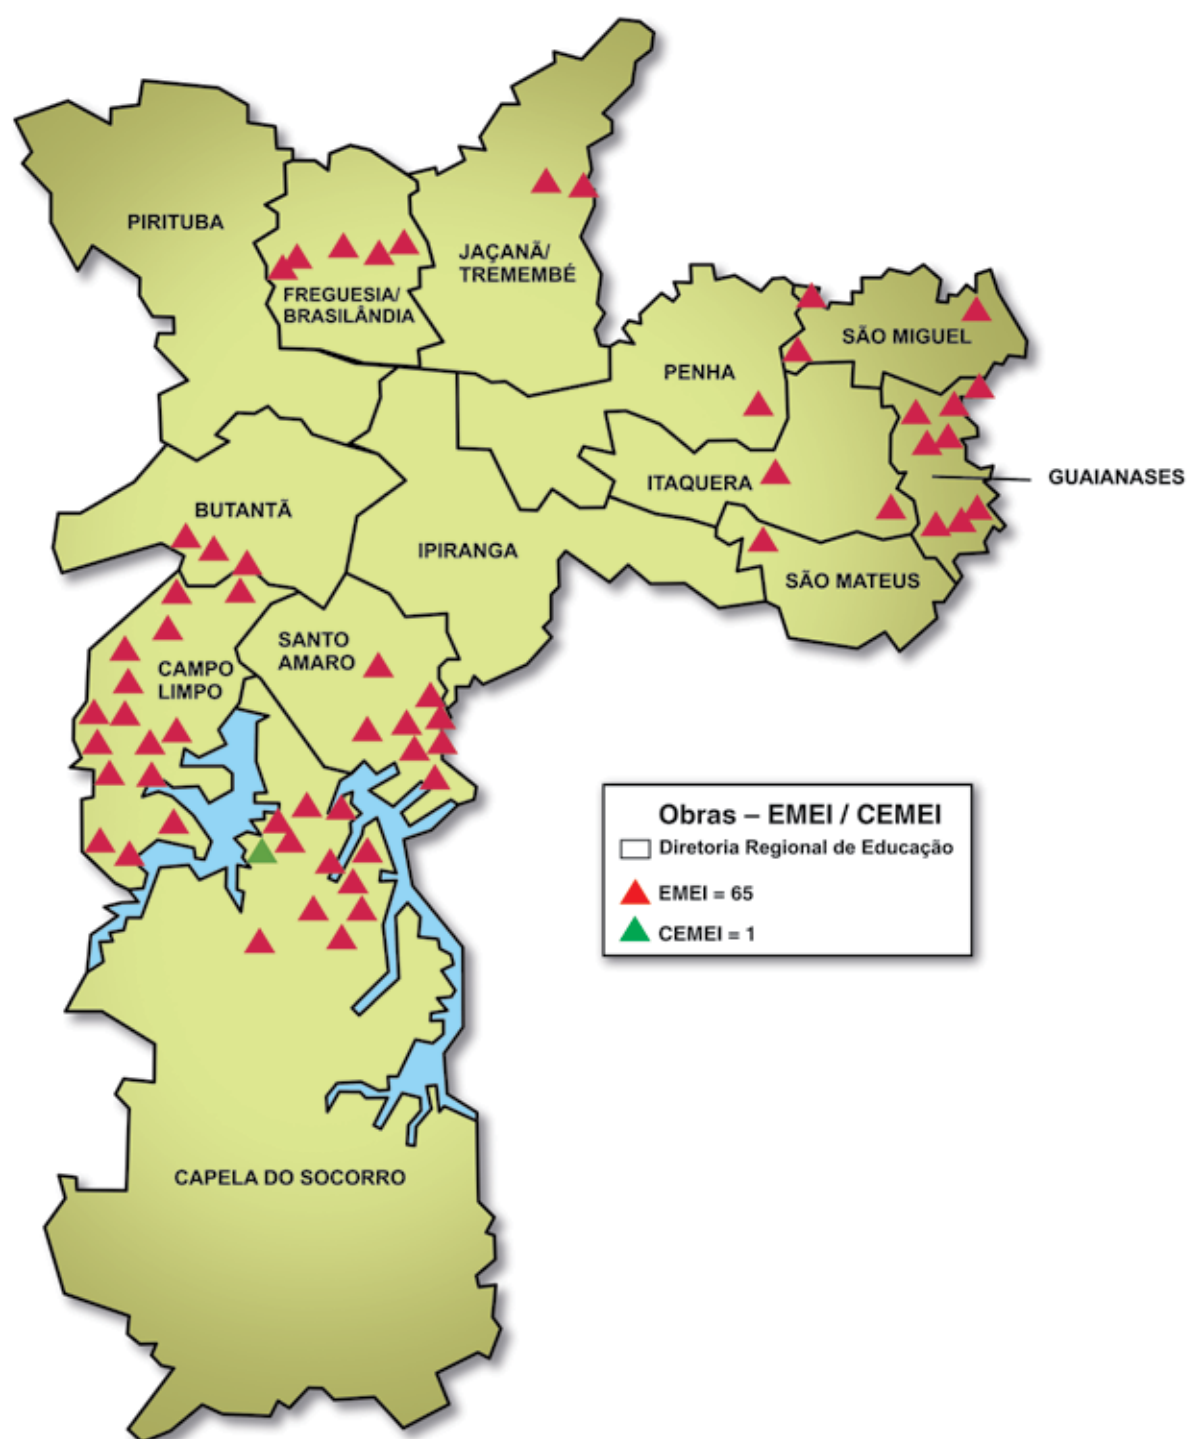 PIRITUBA
FREGUESIA/
BRASILÂNDIA
JAÇANÃ/
TREMEMBÉ
PENHA
SÃO MIGUEL
ITAQUERA
GUAIANASES
BUTANTÃ
IPIRANGA
SÃO MATEUS
SANTO
AMARO
CAMPO
LIMPO
Obras – EMEI / CEMEI
Diretoria Regional de Educação
EMEI = 65
CEMEI = 1
CAPELA DO SOCORRO